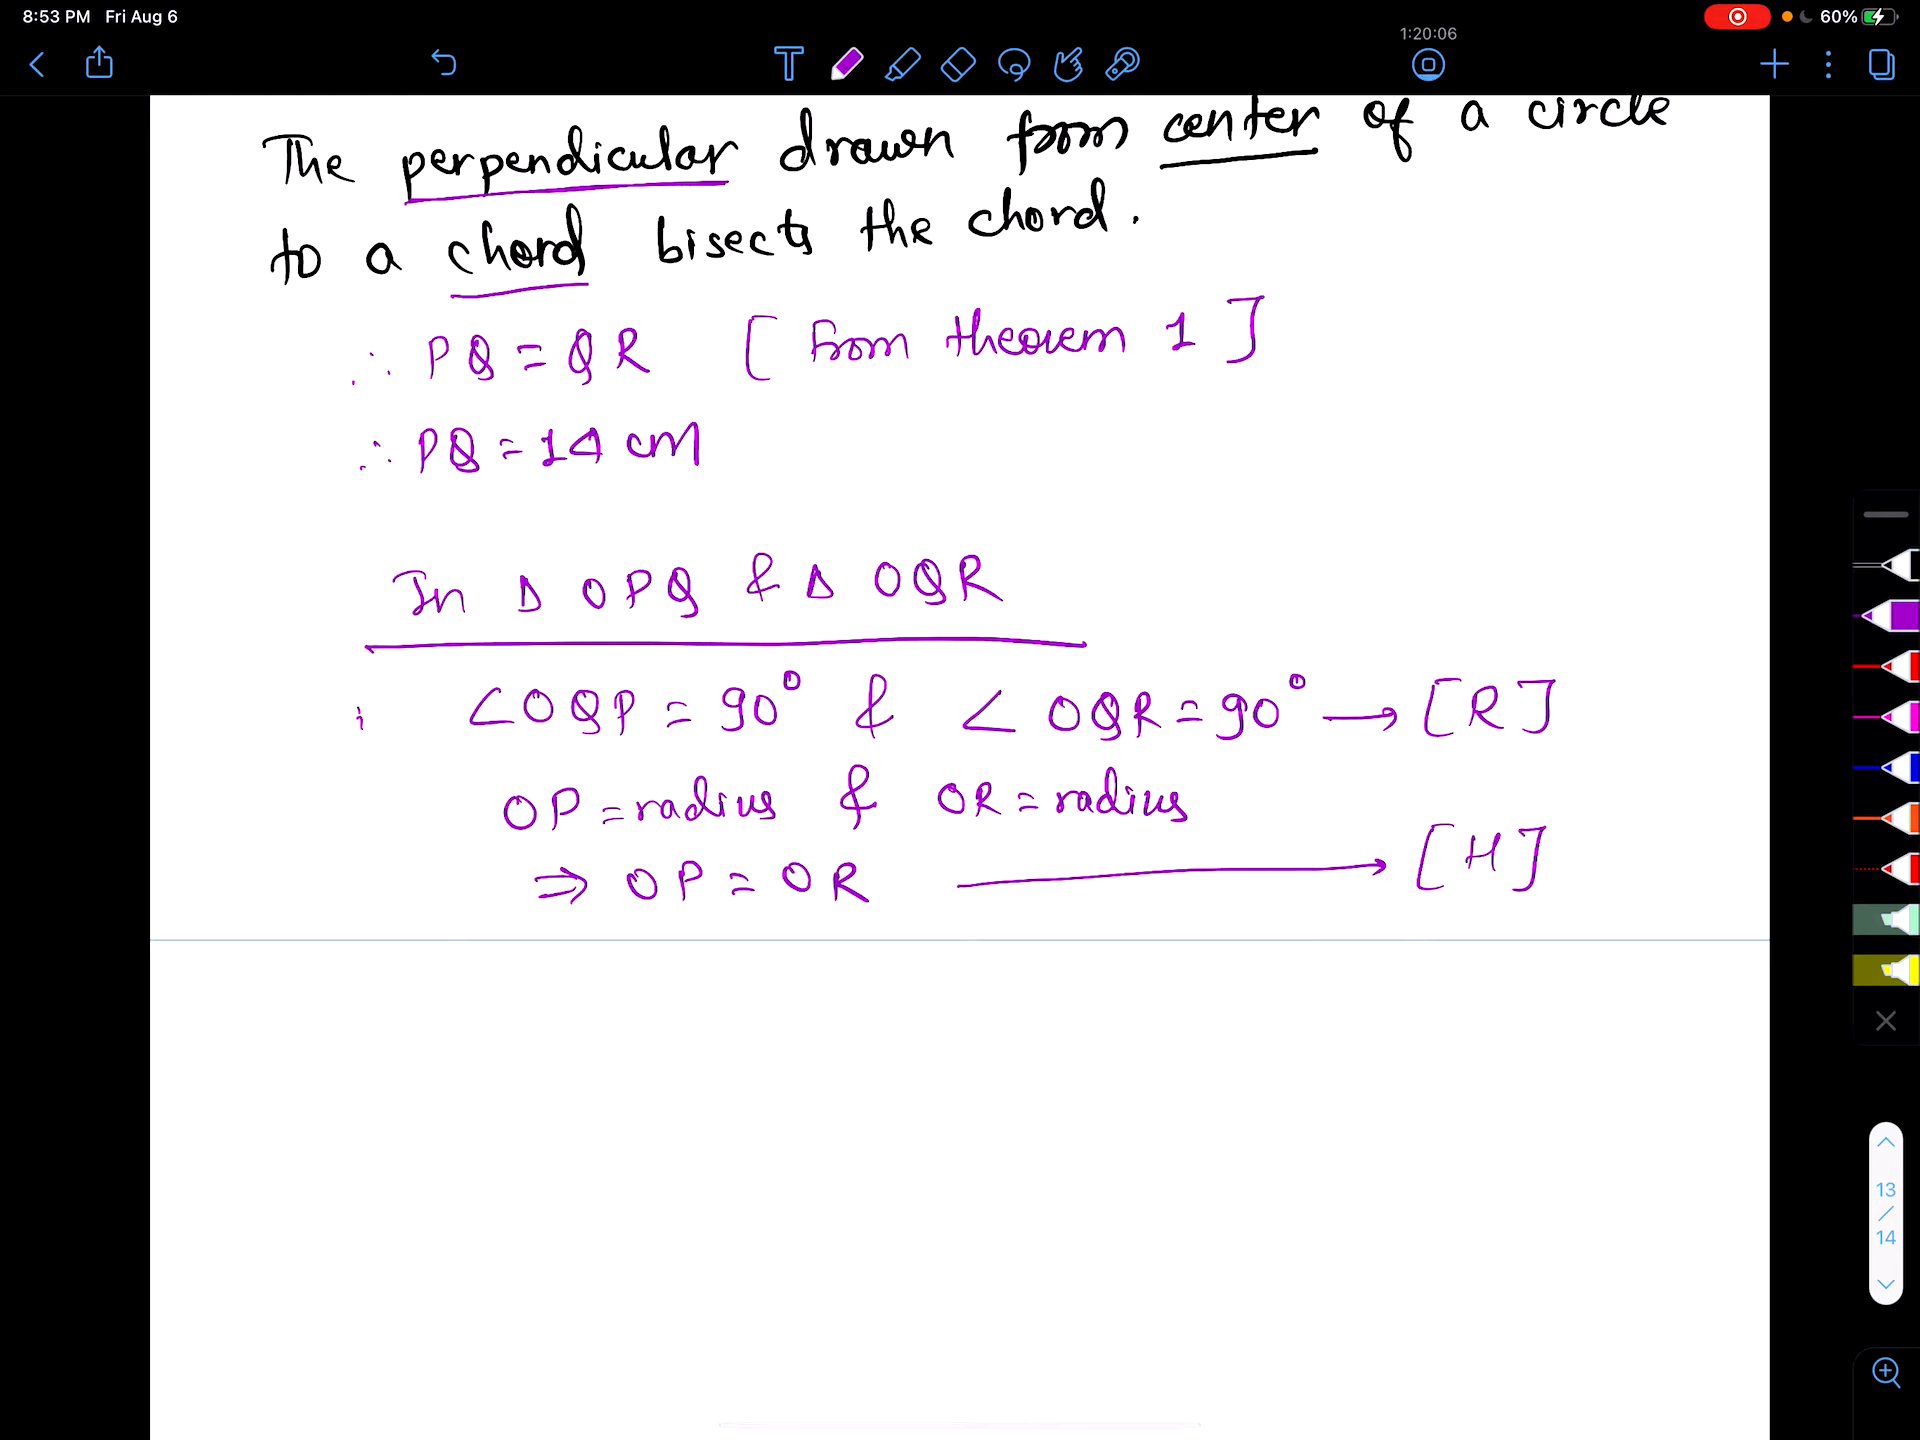 8:53 PM Fri Aug 6
60%
1:20:06
The perpendicular drawn from center of a circle
to a chord bisects the chord.
∴ PQ = QR [ From theorem 1 ]
∴ PQ = 14 cm
In Δ OPQ & Δ OQR
∠OQP = 90° & ∠ OQR = 90° → [R]
OP = radius & OR = radius
⇒ OP = OR → [H]
13
/
14